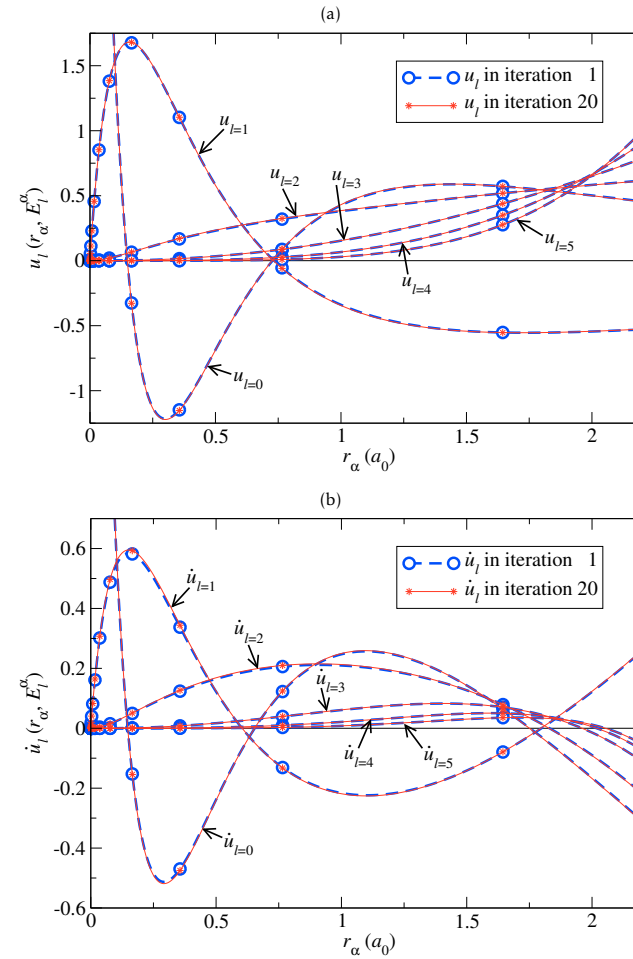 (a)
1.5
1
0.5
0
-0.5
-1
u_l (r_α, E_l^α)
u_l in iteration 1
u_l in iteration 20
u_{l=1}
u_{l=2}
u_{l=3}
u_{l=5}
u_{l=4}
u_{l=0}
0 0.5 1 1.5 2
r_α (a_0)
(b)
0.6
0.4
0.2
0
-0.2
-0.4
-0.6
u̇_l (r_α, E_l^α)
u̇_l in iteration 1
u̇_l in iteration 20
u̇_{l=1}
u̇_{l=2}
u̇_{l=3}
u̇_{l=4} u̇_{l=5}
u̇_{l=0}
0 0.5 1 1.5 2
r_α (a_0)